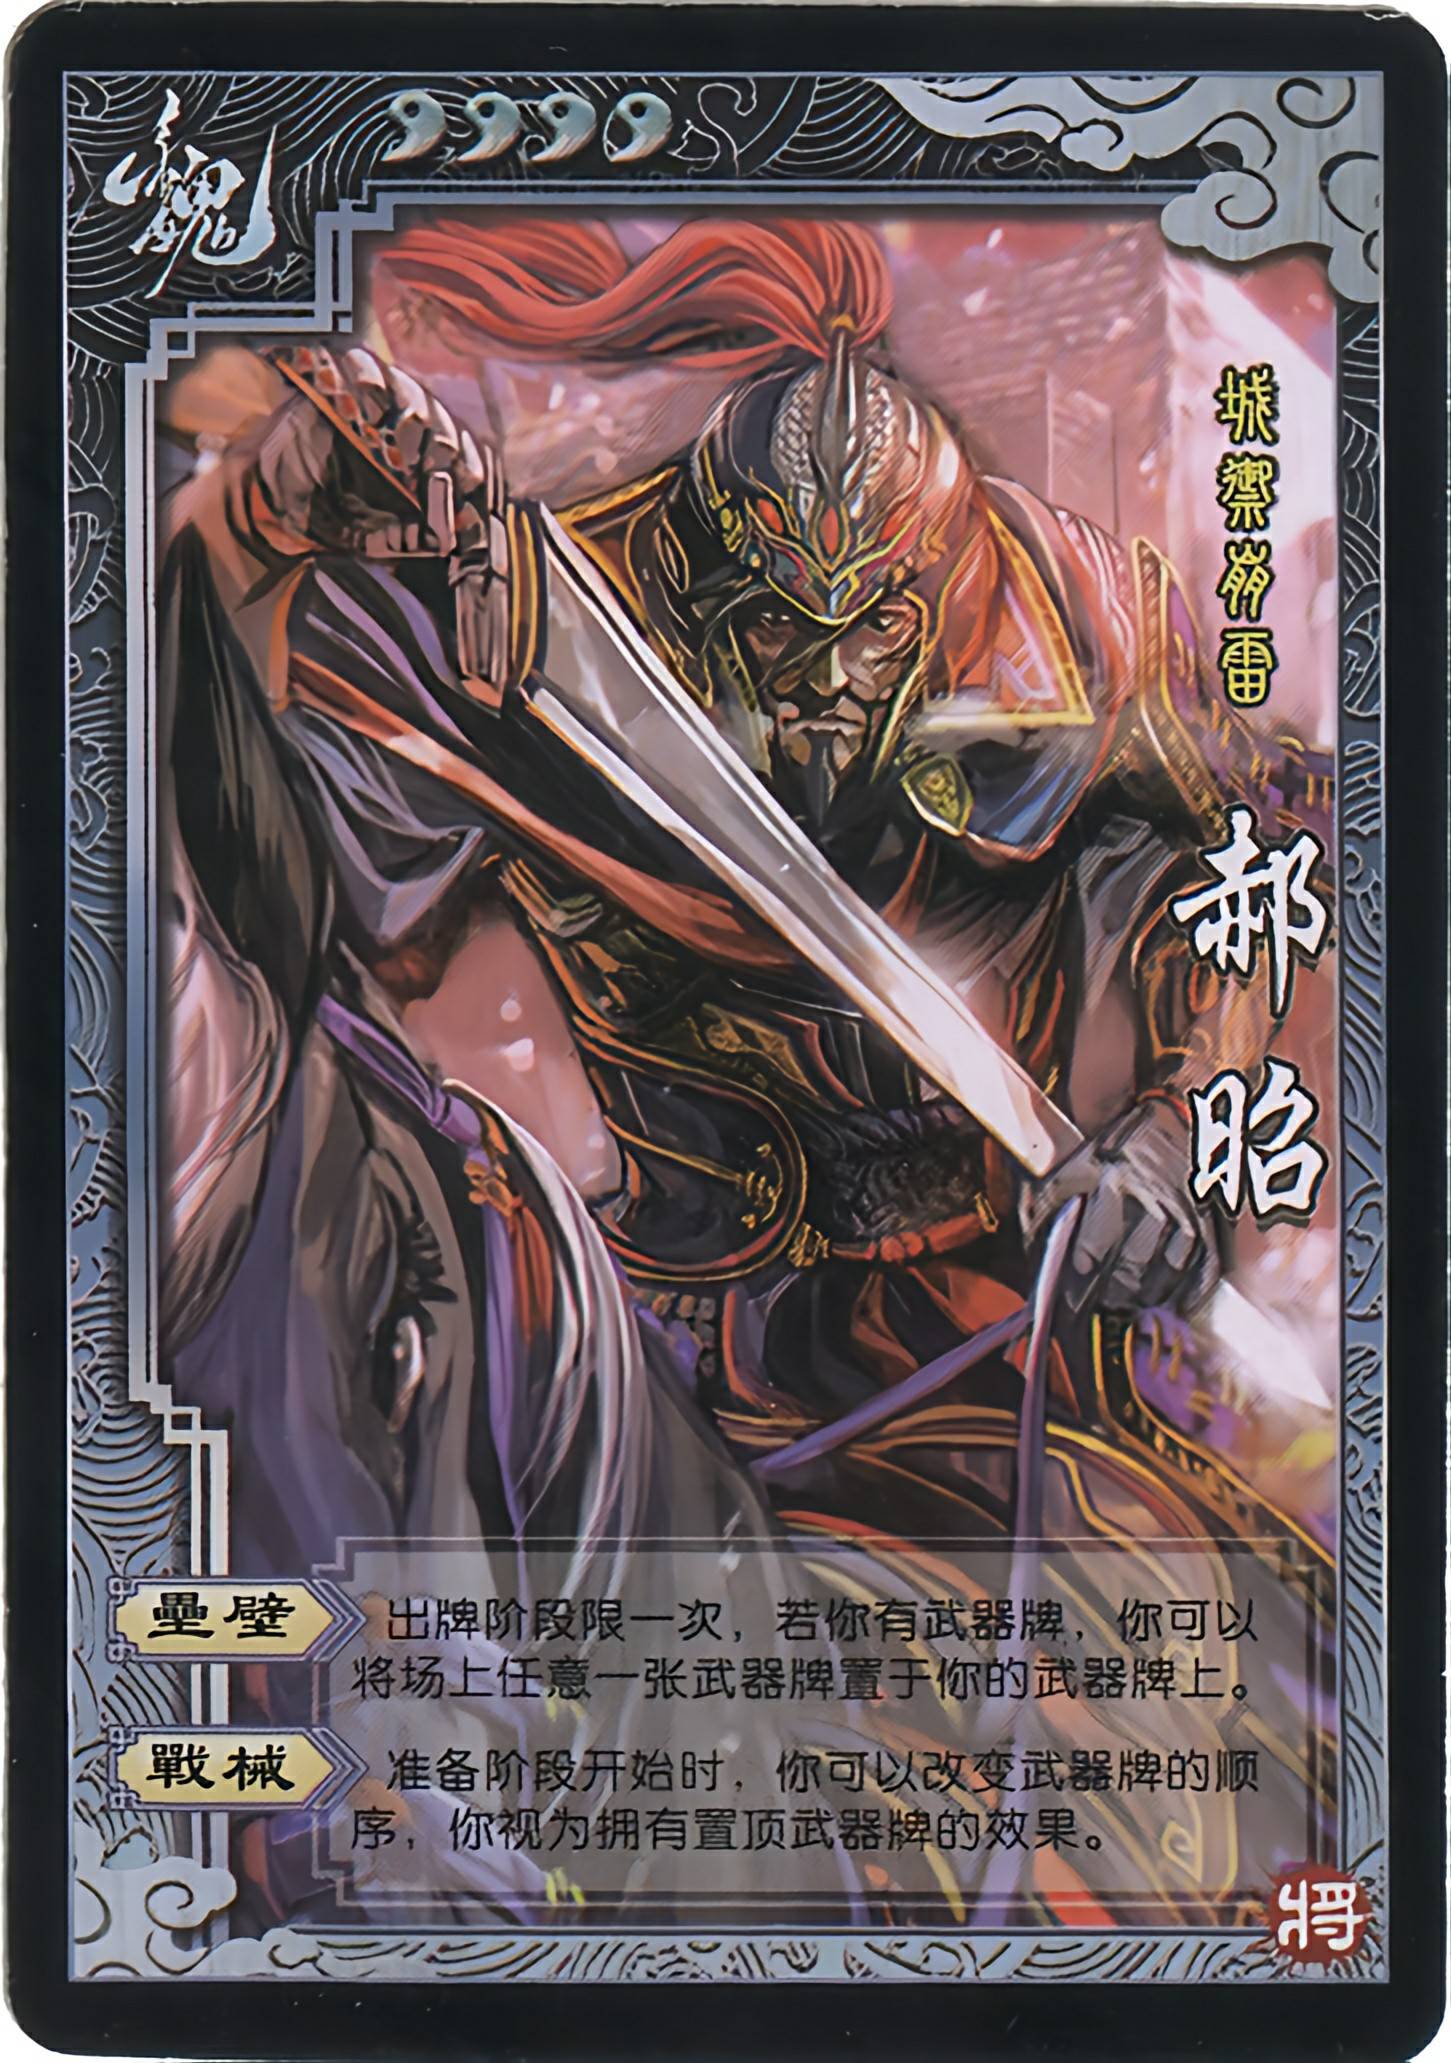 魏
城禦崩雷
郝昭
壘壁
出牌阶段限一次，若你有武器牌，你可以
将场上任意一张武器牌置于你的武器牌上。
戰械
准备阶段开始时，你可以改变武器牌的顺
序，你视为拥有置顶武器牌的效果。
将